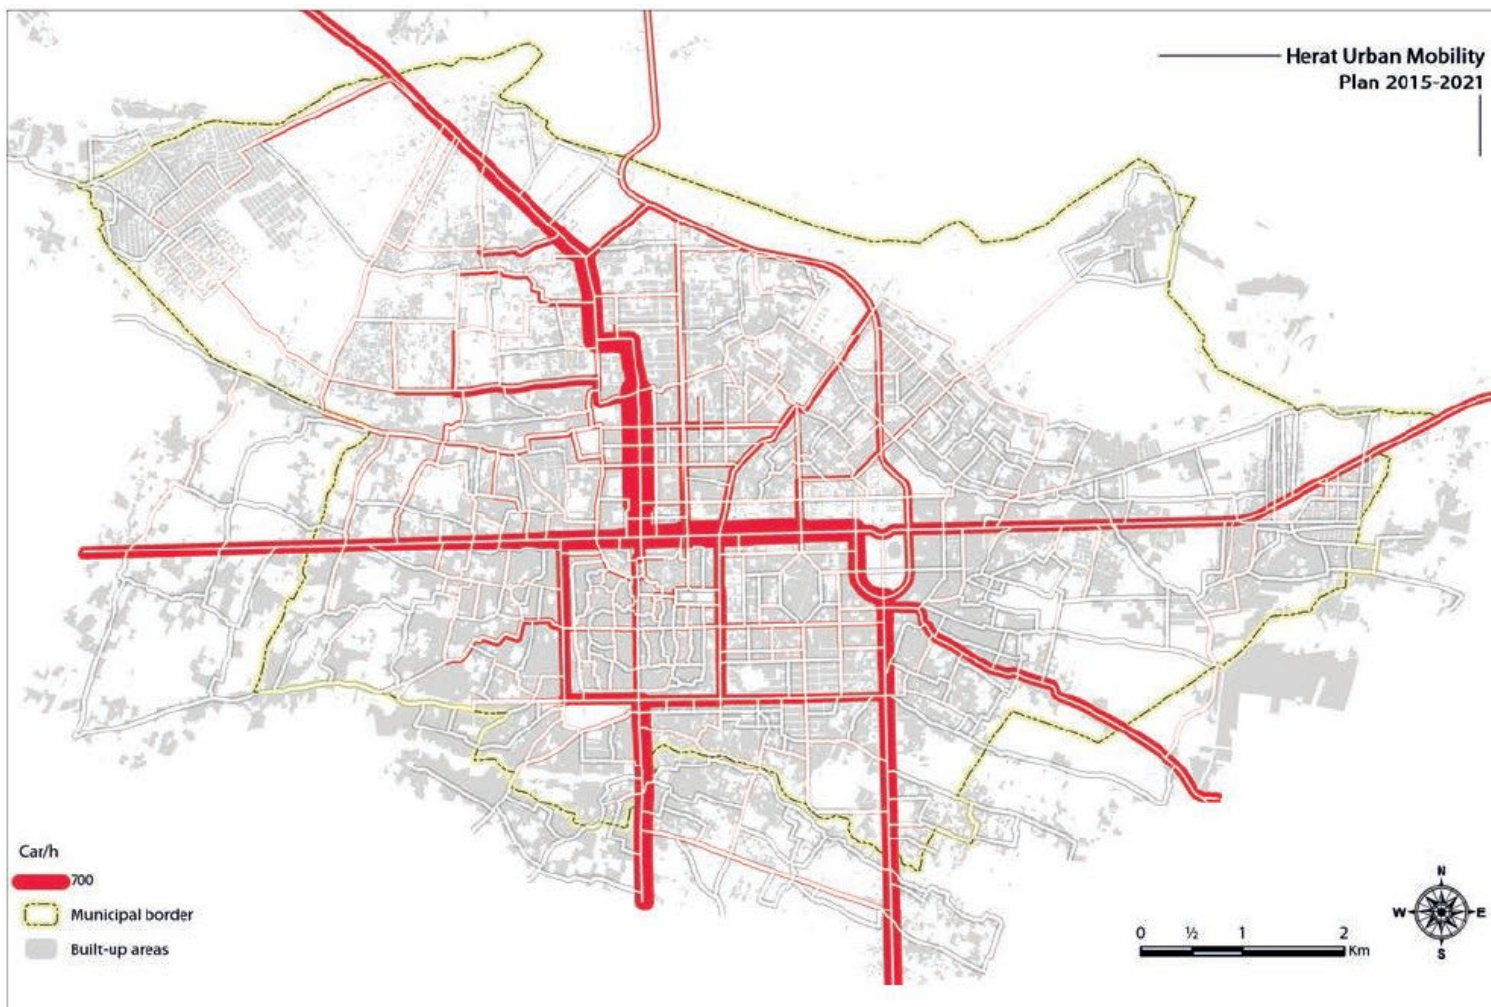 Herat Urban Mobility
Plan 2015-2021
Car/h
700
Municipal border
Built-up areas
N
W E
S
0 ½ 1 2
Km